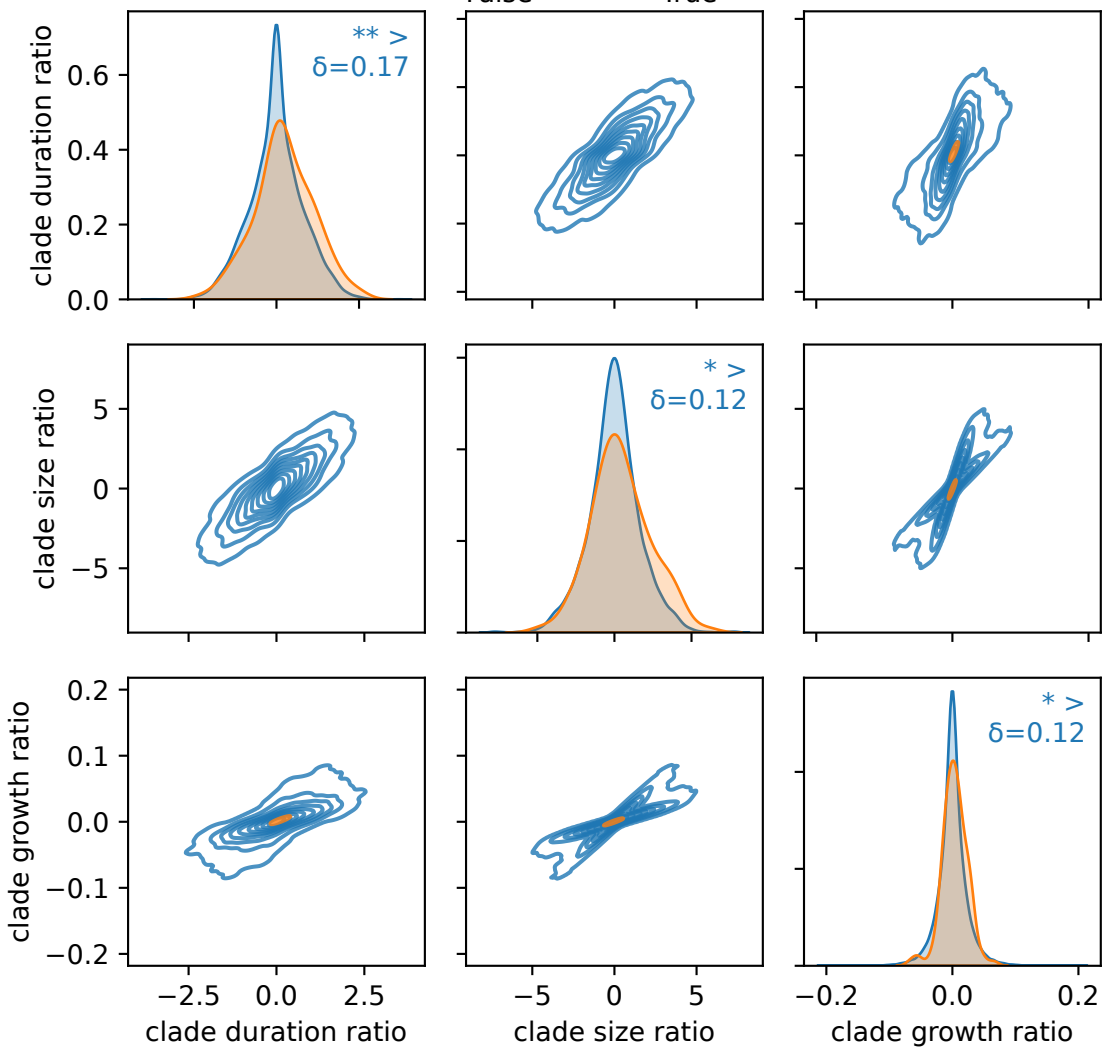 False True
clade duration ratio
0.6
0.4
0.2
0.0
** >
δ=0.17
clade size ratio
5
0
−5
* >
δ=0.12
clade growth ratio
0.2
0.1
0.0
−0.1
−0.2
* >
δ=0.12
−2.5 0.0 2.5
−5 0 5
−0.2 0.0 0.2
clade duration ratio
clade size ratio
clade growth ratio